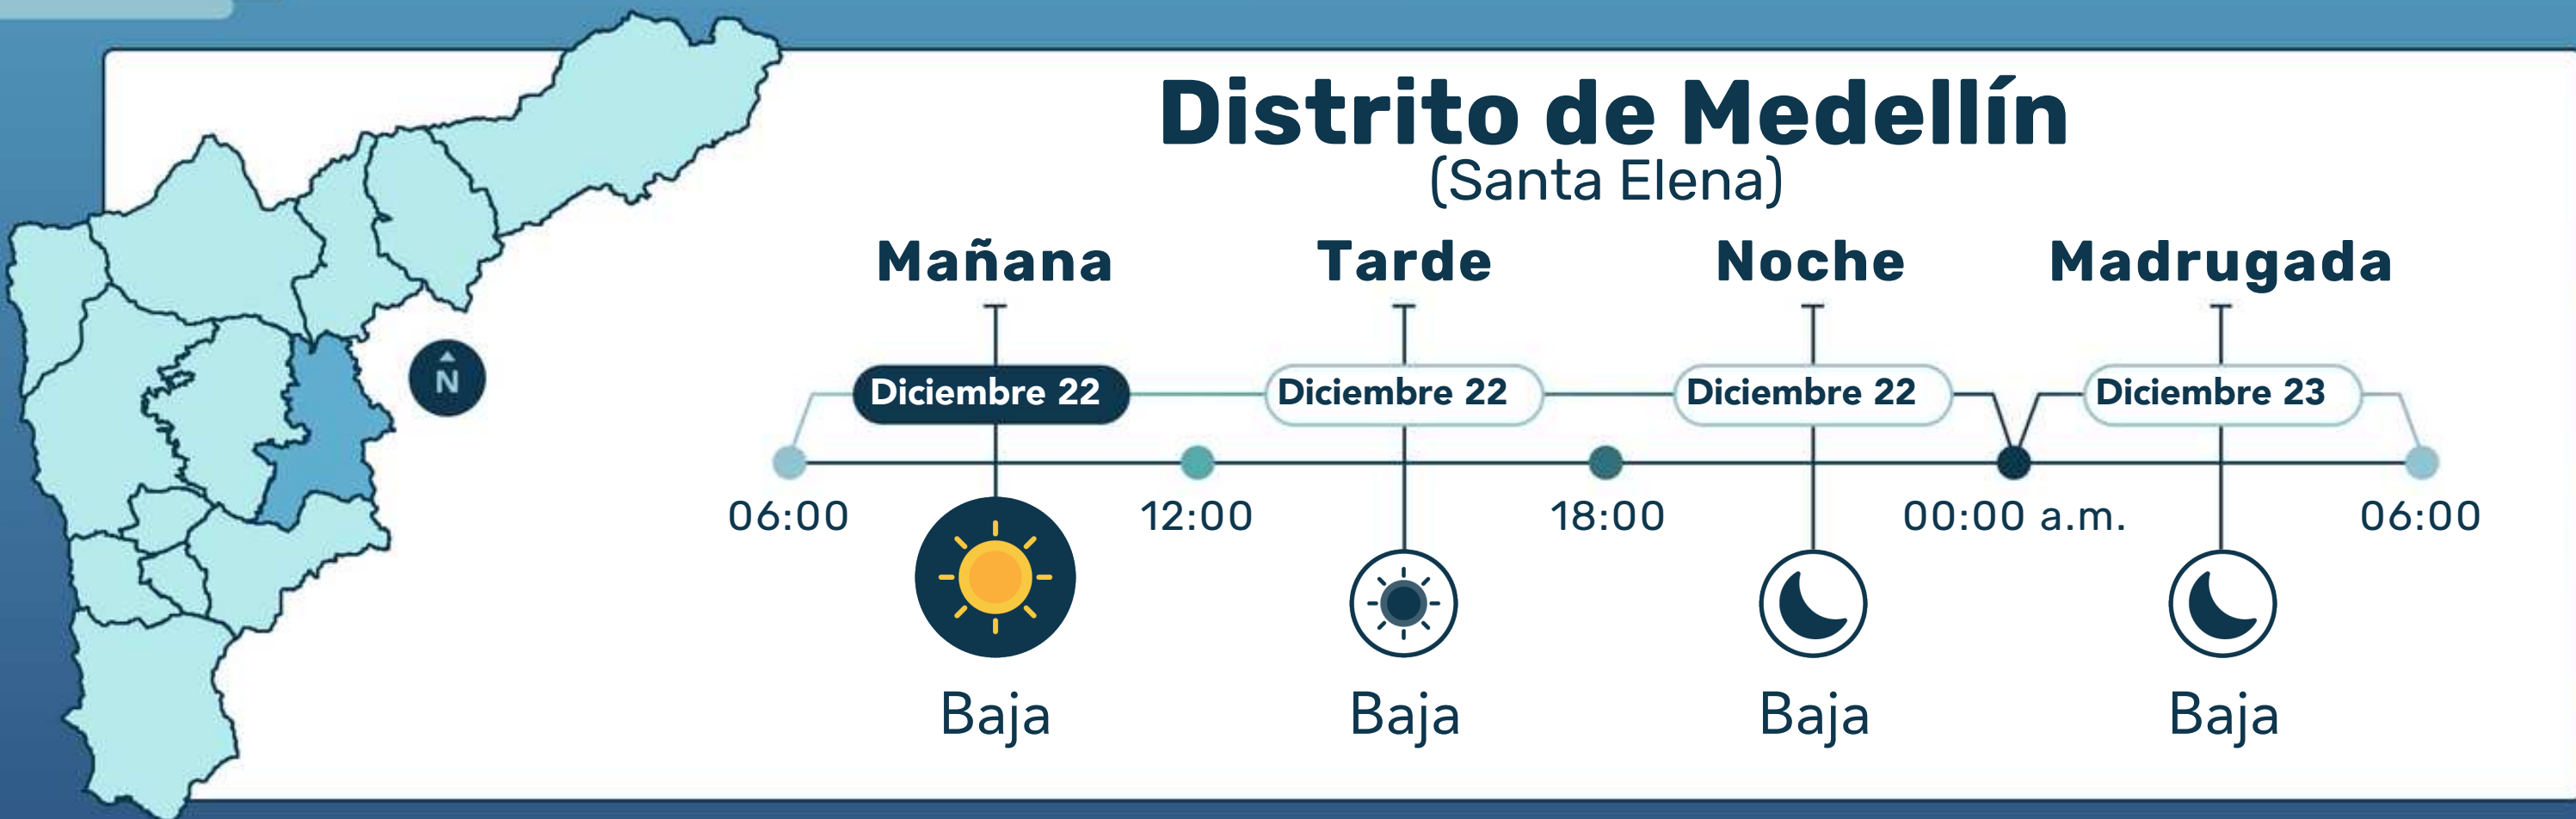 Distrito de Medellín
(Santa Elena)
Mañana Tarde Noche Madrugada
Diciembre 22 Diciembre 22 Diciembre 22 Diciembre 23
N
06:00 12:00 18:00 00:00 a.m. 06:00
Baja Baja Baja Baja